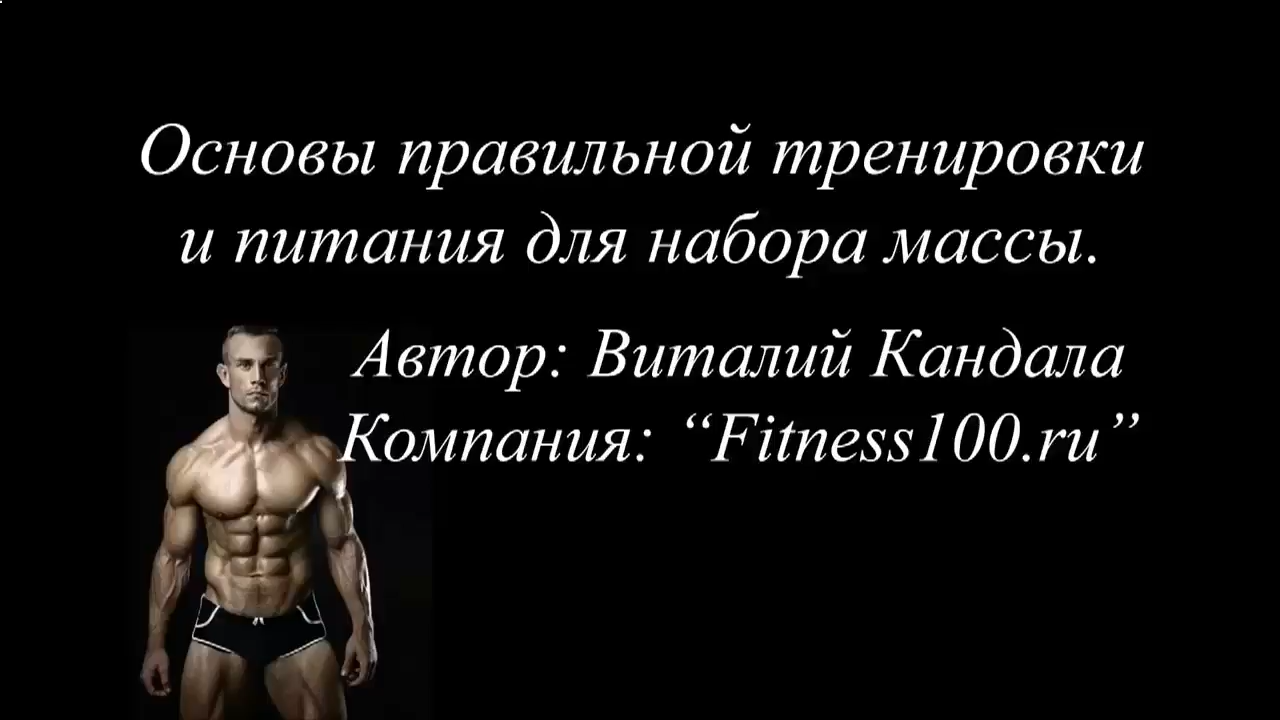 Основы правильной тренировки
и питания для набора массы.
Автор: Виталий Кандала
Компания: “Fitness100.ru”